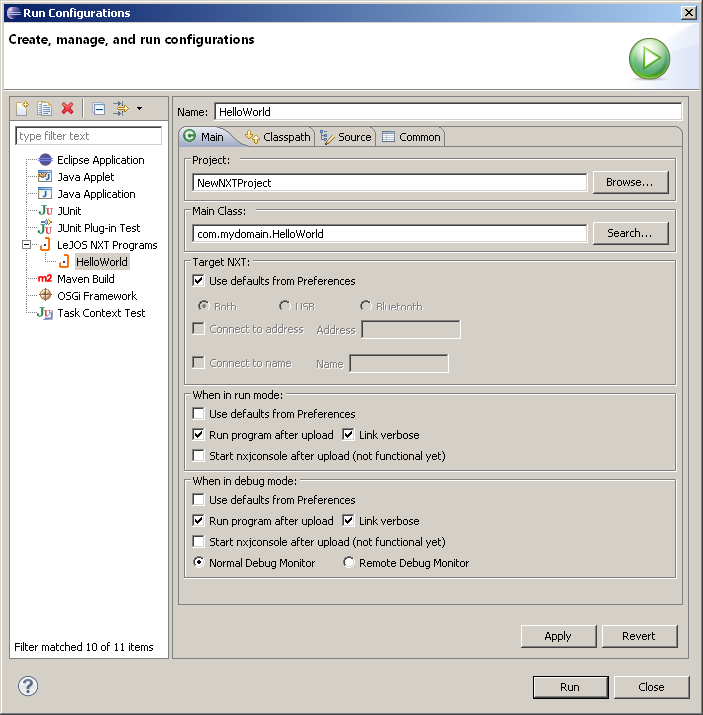 Run Configurations
Create, manage, and run configurations
type filter text
Eclipse Application
Java Applet
Java Application
Ju JUnit
JUnit Plug-in Test
LeJOS NXT Programs
HelloWorld
m2 Maven Build
OSGi Framework
Ju Task Context Test
Filter matched 10 of 11 items
Name: HelloWorld
C Main Classpath Source Common
Project:
NewNXTProject Browse...
Main Class:
com.mydomain.HelloWorld Search...
Target NXT:
Use defaults from Preferences
Both USB Bluetooth
Connect to address Address
Connect to name Name
When in run mode:
Use defaults from Preferences
Run program after upload Link verbose
Start nxjconsole after upload (not functional yet)
When in debug mode:
Use defaults from Preferences
Run program after upload Link verbose
Start nxjconsole after upload (not functional yet)
Normal Debug Monitor Remote Debug Monitor
Apply Revert
? Run Close